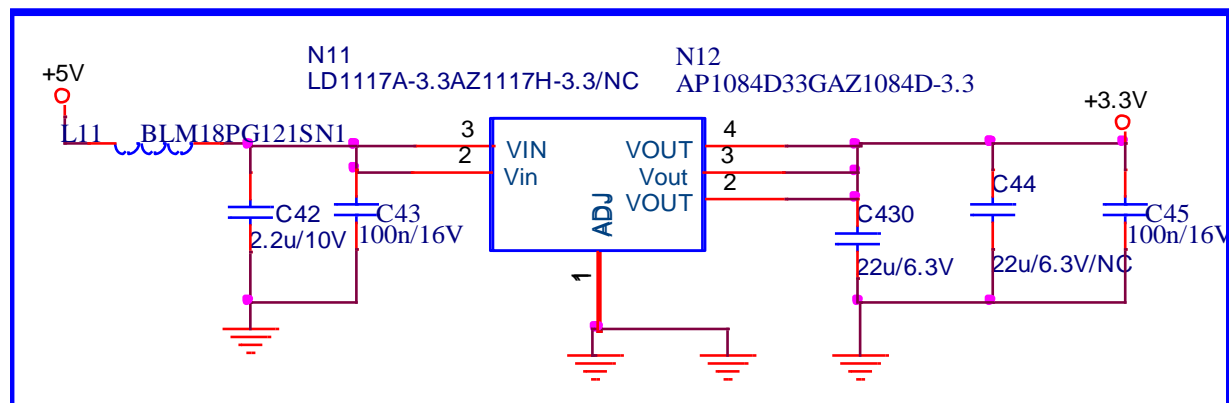 N11
LD1117A-3.3AZ1117H-3.3/NC
N12
AP1084D33GAZ1084D-3.3
+5V
+3.3V
L11 BLM18PG121SN1
3 VIN
2 Vin
VOUT 4
Vout 3
VOUT 2
ADJ
1
C42
2.2u/10V
C43
100n/16V
C430
22u/6.3V
C44
22u/6.3V/NC
C45
100n/16V